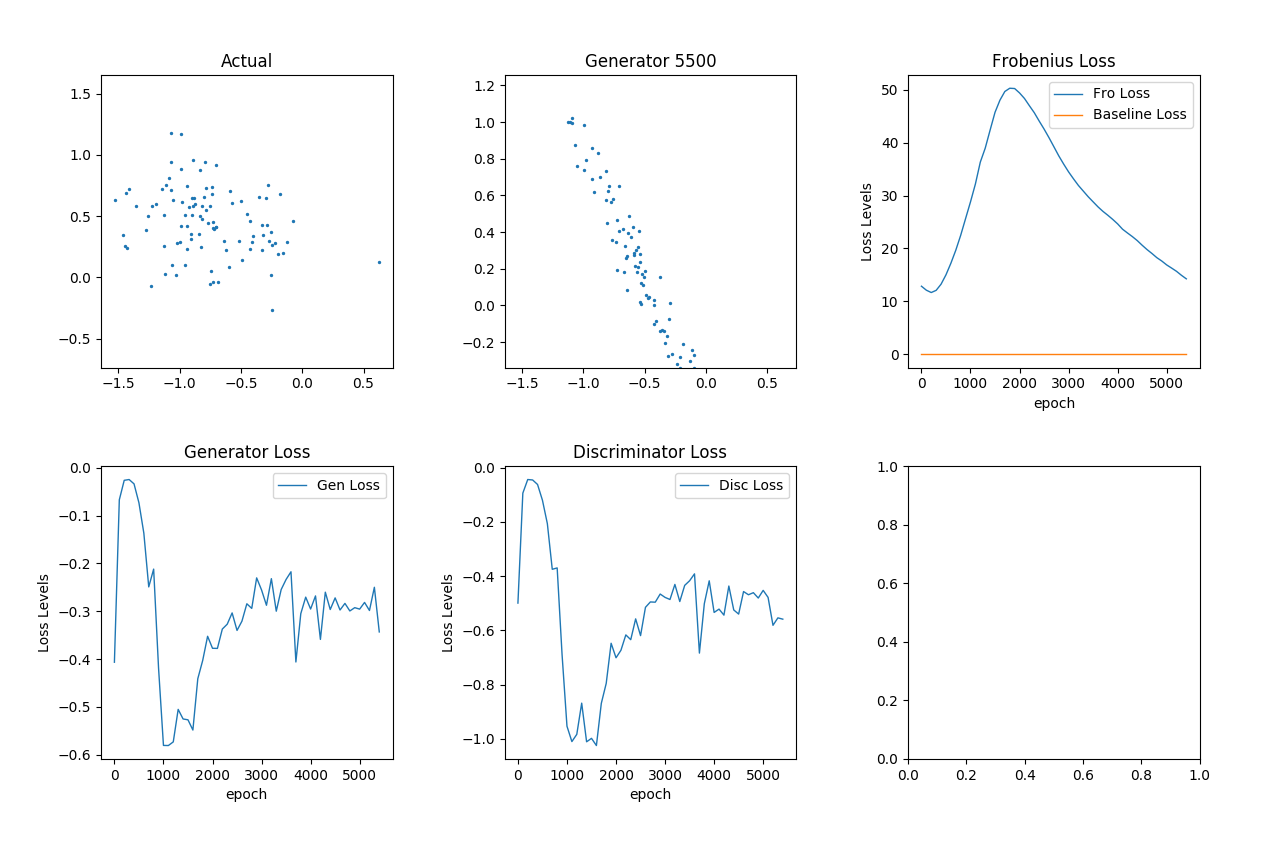 Actual
1.5
1.0
0.5
0.0
−0.5
−1.5 −1.0 −0.5 0.0 0.5
Generator 5500
1.2
1.0
0.8
0.6
0.4
0.2
0.0
−0.2
−1.5 −1.0 −0.5 0.0 0.5
Frobenius Loss
Fro Loss
Baseline Loss
Loss Levels
50
40
30
20
10
0
0 1000 2000 3000 4000 5000
epoch
Generator Loss
Gen Loss
Loss Levels
0.0
−0.1
−0.2
−0.3
−0.4
−0.5
−0.6
0 1000 2000 3000 4000 5000
epoch
Discriminator Loss
Disc Loss
Loss Levels
0.0
−0.2
−0.4
−0.6
−0.8
−1.0
0 1000 2000 3000 4000 5000
epoch
1.0
0.8
0.6
0.4
0.2
0.0
0.0 0.2 0.4 0.6 0.8 1.0